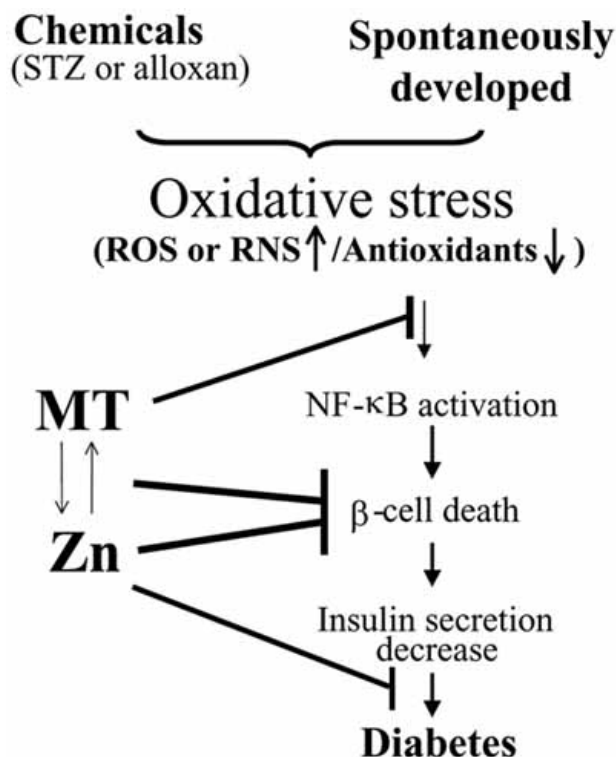 Chemicals
(STZ or alloxan)
Spontaneously
developed
Oxidative stress
(ROS or RNS↑/Antioxidants↓)
MT
NF-κB activation
β-cell death
Zn
Insulin secretion
decrease
Diabetes